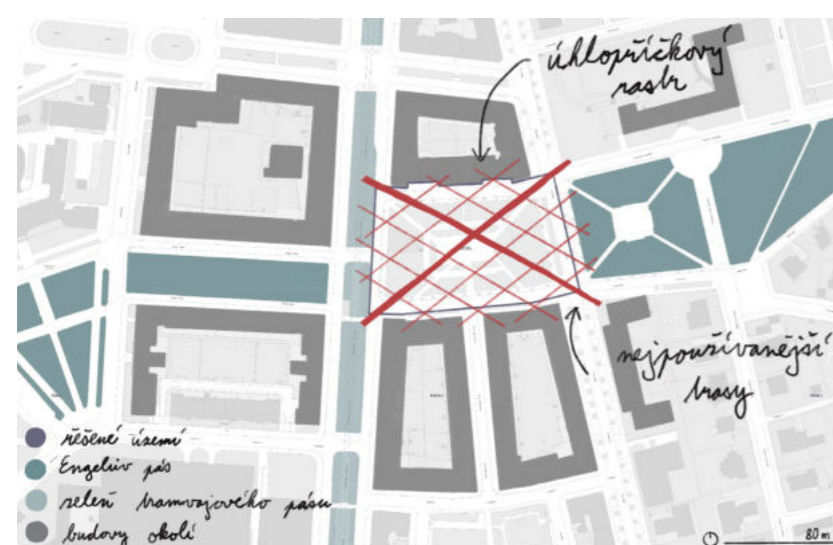 úhlopříčkový
rastr
nejpoužívanější
trasy
řešené území
Engelův pás
zeleň tramvajového pásu
budovy okolí
80 m